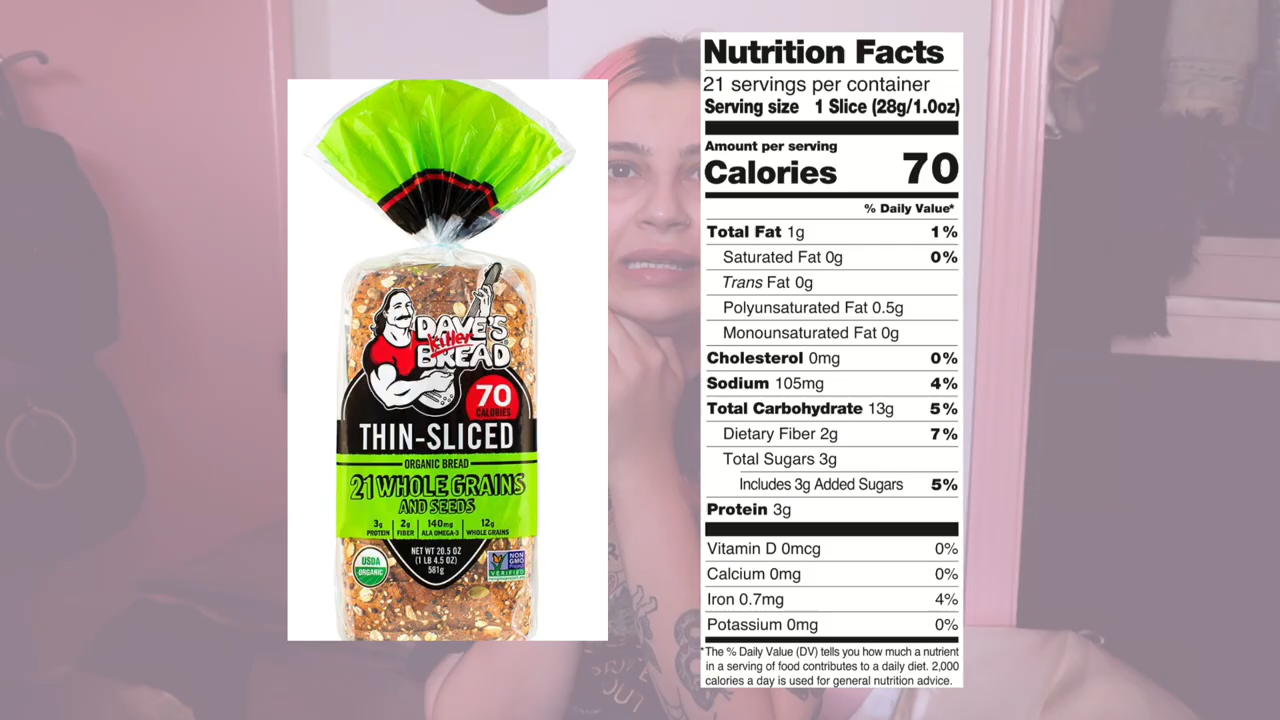 DAVE'S
Killer
BREAD
70
CALORIES
THIN-SLICED
ORGANIC BREAD
21 WHOLE GRAINS
AND SEEDS
3g PROTEIN
2g FIBER
140mg ALA OMEGA-3
12g WHOLE GRAINS
NET WT 20.5 OZ
(1 LB 4.5 OZ)
581g
USDA
ORGANIC
NON
GMO
Project
VERIFIED
Nutrition Facts
21 servings per container
Serving size 1 Slice (28g/1.0oz)
Amount per serving
Calories 70
% Daily Value*
Total Fat 1g 1%
Saturated Fat 0g 0%
Trans Fat 0g
Polyunsaturated Fat 0.5g
Monounsaturated Fat 0g
Cholesterol 0mg 0%
Sodium 105mg 4%
Total Carbohydrate 13g 5%
Dietary Fiber 2g 7%
Total Sugars 3g
Includes 3g Added Sugars 5%
Protein 3g
Vitamin D 0mcg 0%
Calcium 0mg 0%
Iron 0.7mg 4%
Potassium 0mg 0%
*The % Daily Value (DV) tells you how much a nutrient
in a serving of food contributes to a daily diet. 2,000
calories a day is used for general nutrition advice.